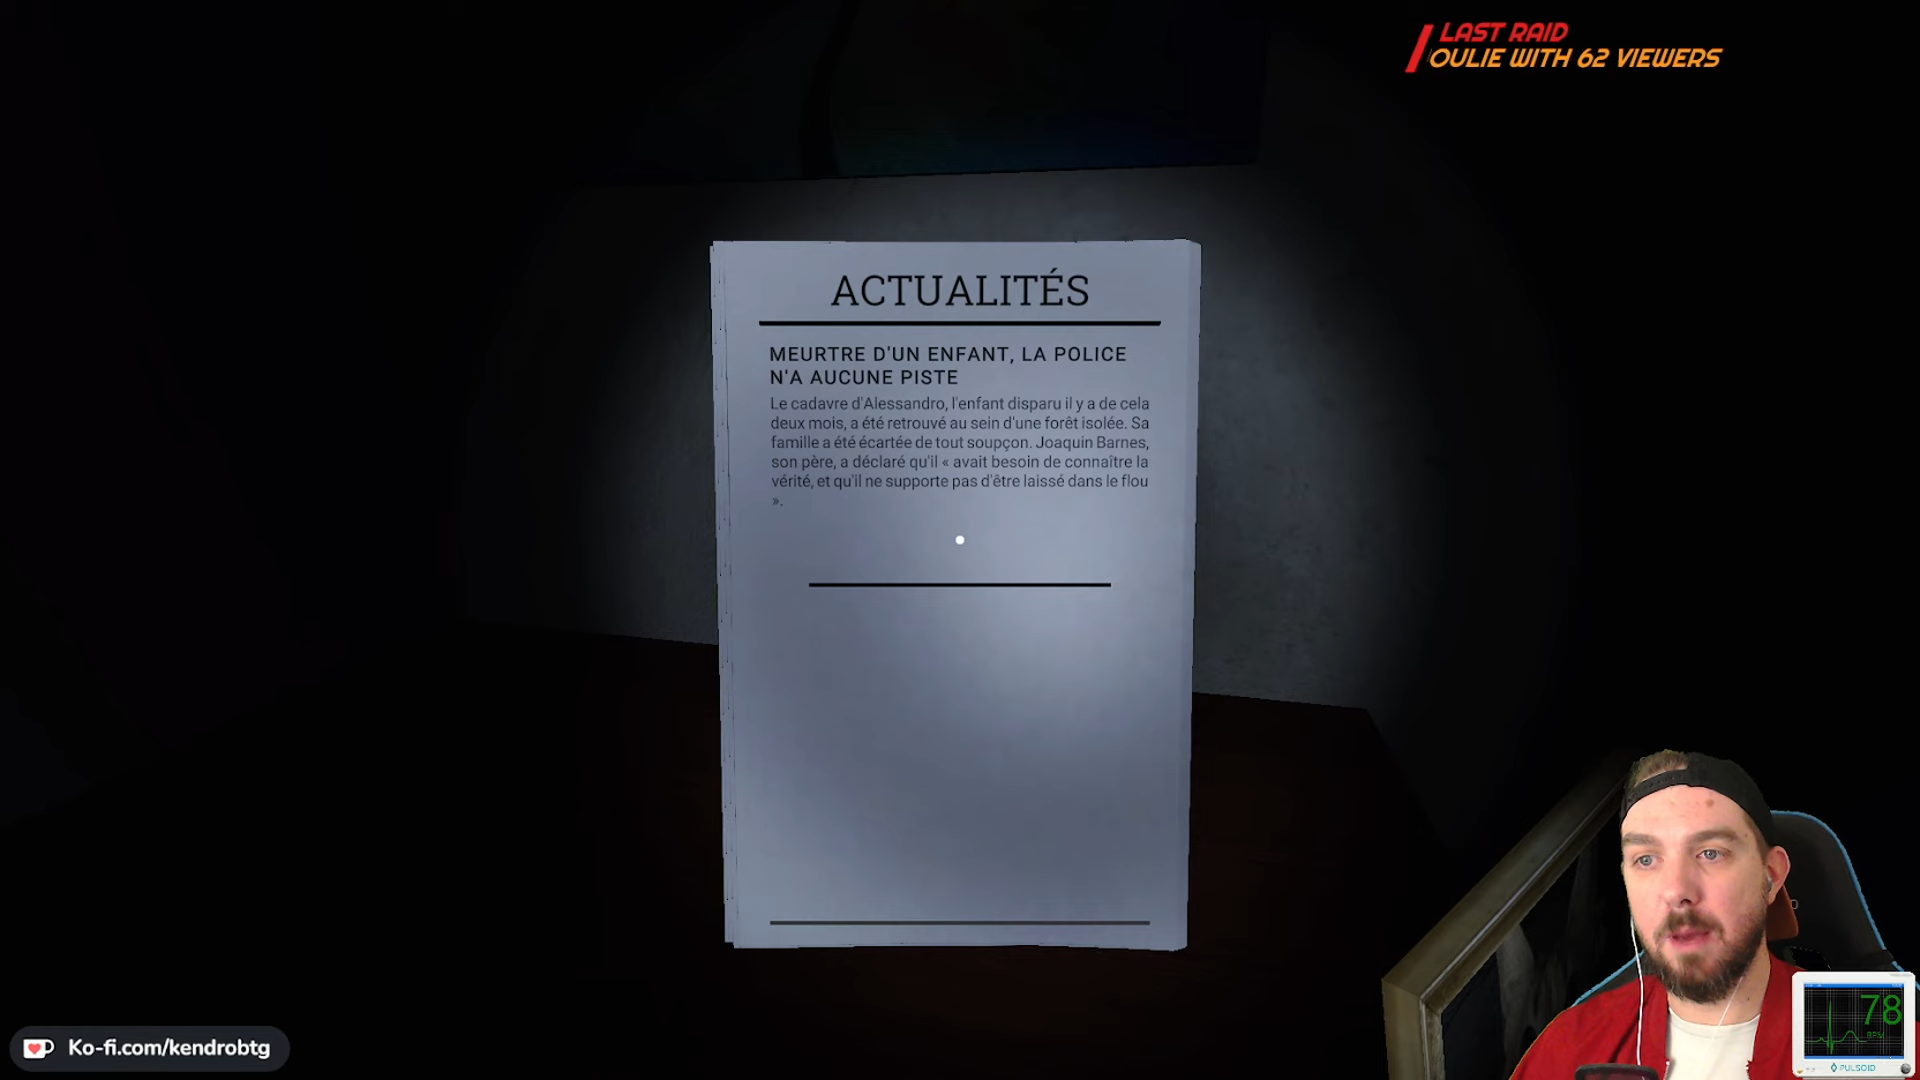 LAST RAID
OULIE WITH 62 VIEWERS
ACTUALITÉS
MEURTRE D'UN ENFANT, LA POLICE
N'A AUCUNE PISTE
Le cadavre d'Alessandro, l'enfant disparu il y a de cela
deux mois, a été retrouvé au sein d'une forêt isolée. Sa
famille a été écartée de tout soupçon. Joaquin Barnes,
son père, a déclaré qu'il « avait besoin de connaître la
vérité, et qu'il ne supporte pas d'être laissé dans le flou
».
78
BPM
PULSOID
Ko-fi.com/kendrobtg